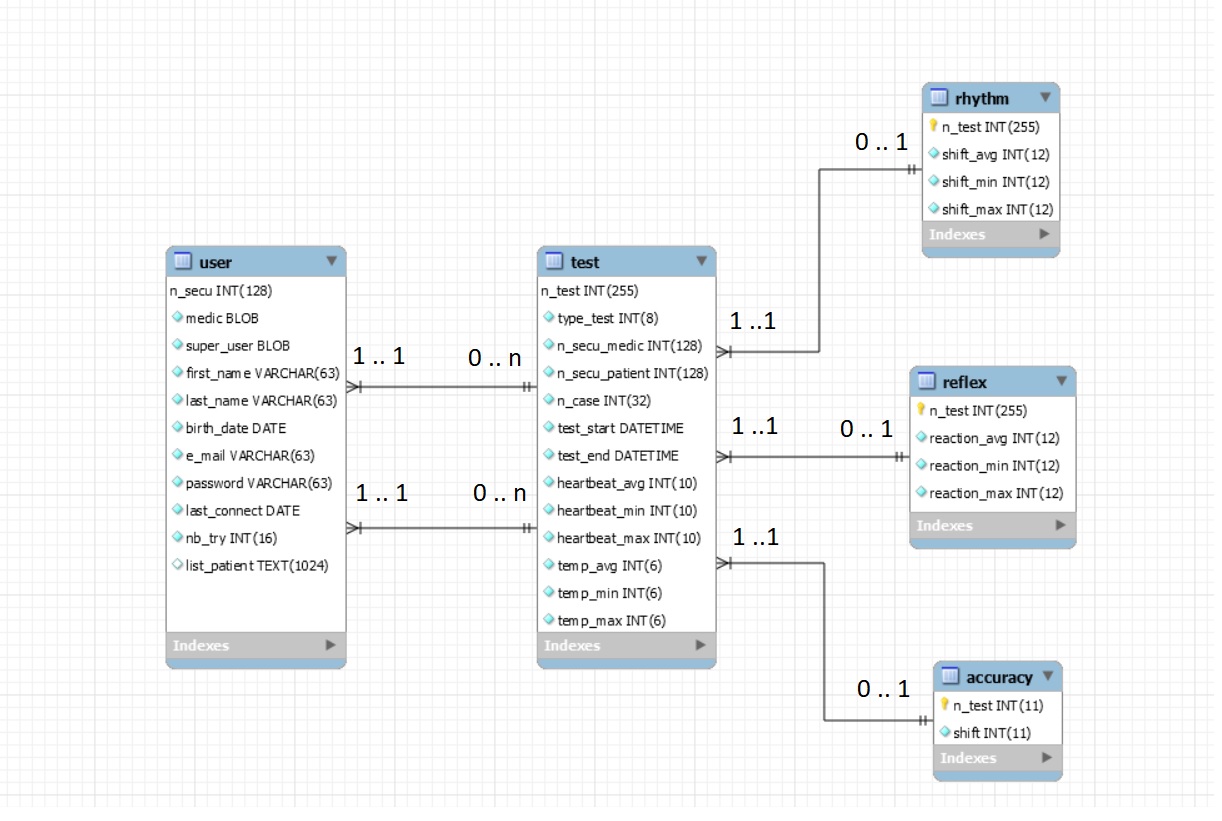 rhythm
n_test INT(255)
shift_avg INT(12)
shift_min INT(12)
shift_max INT(12)
Indexes
0 .. 1
user
n_secu INT(128)
medic BLOB
super_user BLOB
first_name VARCHAR(63)
last_name VARCHAR(63)
birth_date DATE
e_mail VARCHAR(63)
password VARCHAR(63)
last_connect DATE
nb_try INT(16)
list_patient TEXT(1024)
Indexes
1 .. 1
0 .. n
1 .. 1
0 .. n
test
n_test INT(255)
type_test INT(8)
n_secu_medic INT(128)
n_secu_patient INT(128)
n_case INT(32)
test_start DATETIME
test_end DATETIME
heartbeat_avg INT(10)
heartbeat_min INT(10)
heartbeat_max INT(10)
temp_avg INT(6)
temp_min INT(6)
temp_max INT(6)
Indexes
1 ..1
1 ..1
0 .. 1
1 ..1
reflex
n_test INT(255)
reaction_avg INT(12)
reaction_min INT(12)
reaction_max INT(12)
Indexes
0 .. 1
accuracy
n_test INT(11)
shift INT(11)
Indexes